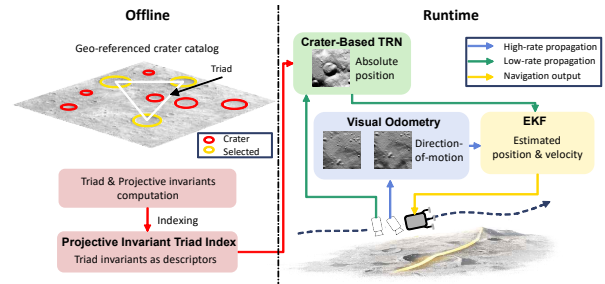 Offline
Geo-referenced crater catalog
Triad
Crater
Selected
Triad & Projective invariants
computation
Indexing
Projective Invariant Triad Index
Triad invariants as descriptors
Runtime
Crater-Based TRN
Absolute
position
High-rate propagation
Low-rate propagation
Navigation output
Visual Odometry
Direction-
of-motion
EKF
Estimated
position & velocity